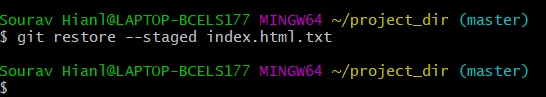 Sourav Hianl@LAPTOP-BCELS177 MINGW64 ~/project_dir (master)
$ git restore --staged index.html.txt
Sourav Hianl@LAPTOP-BCELS177 MINGW64 ~/project_dir (master)
$